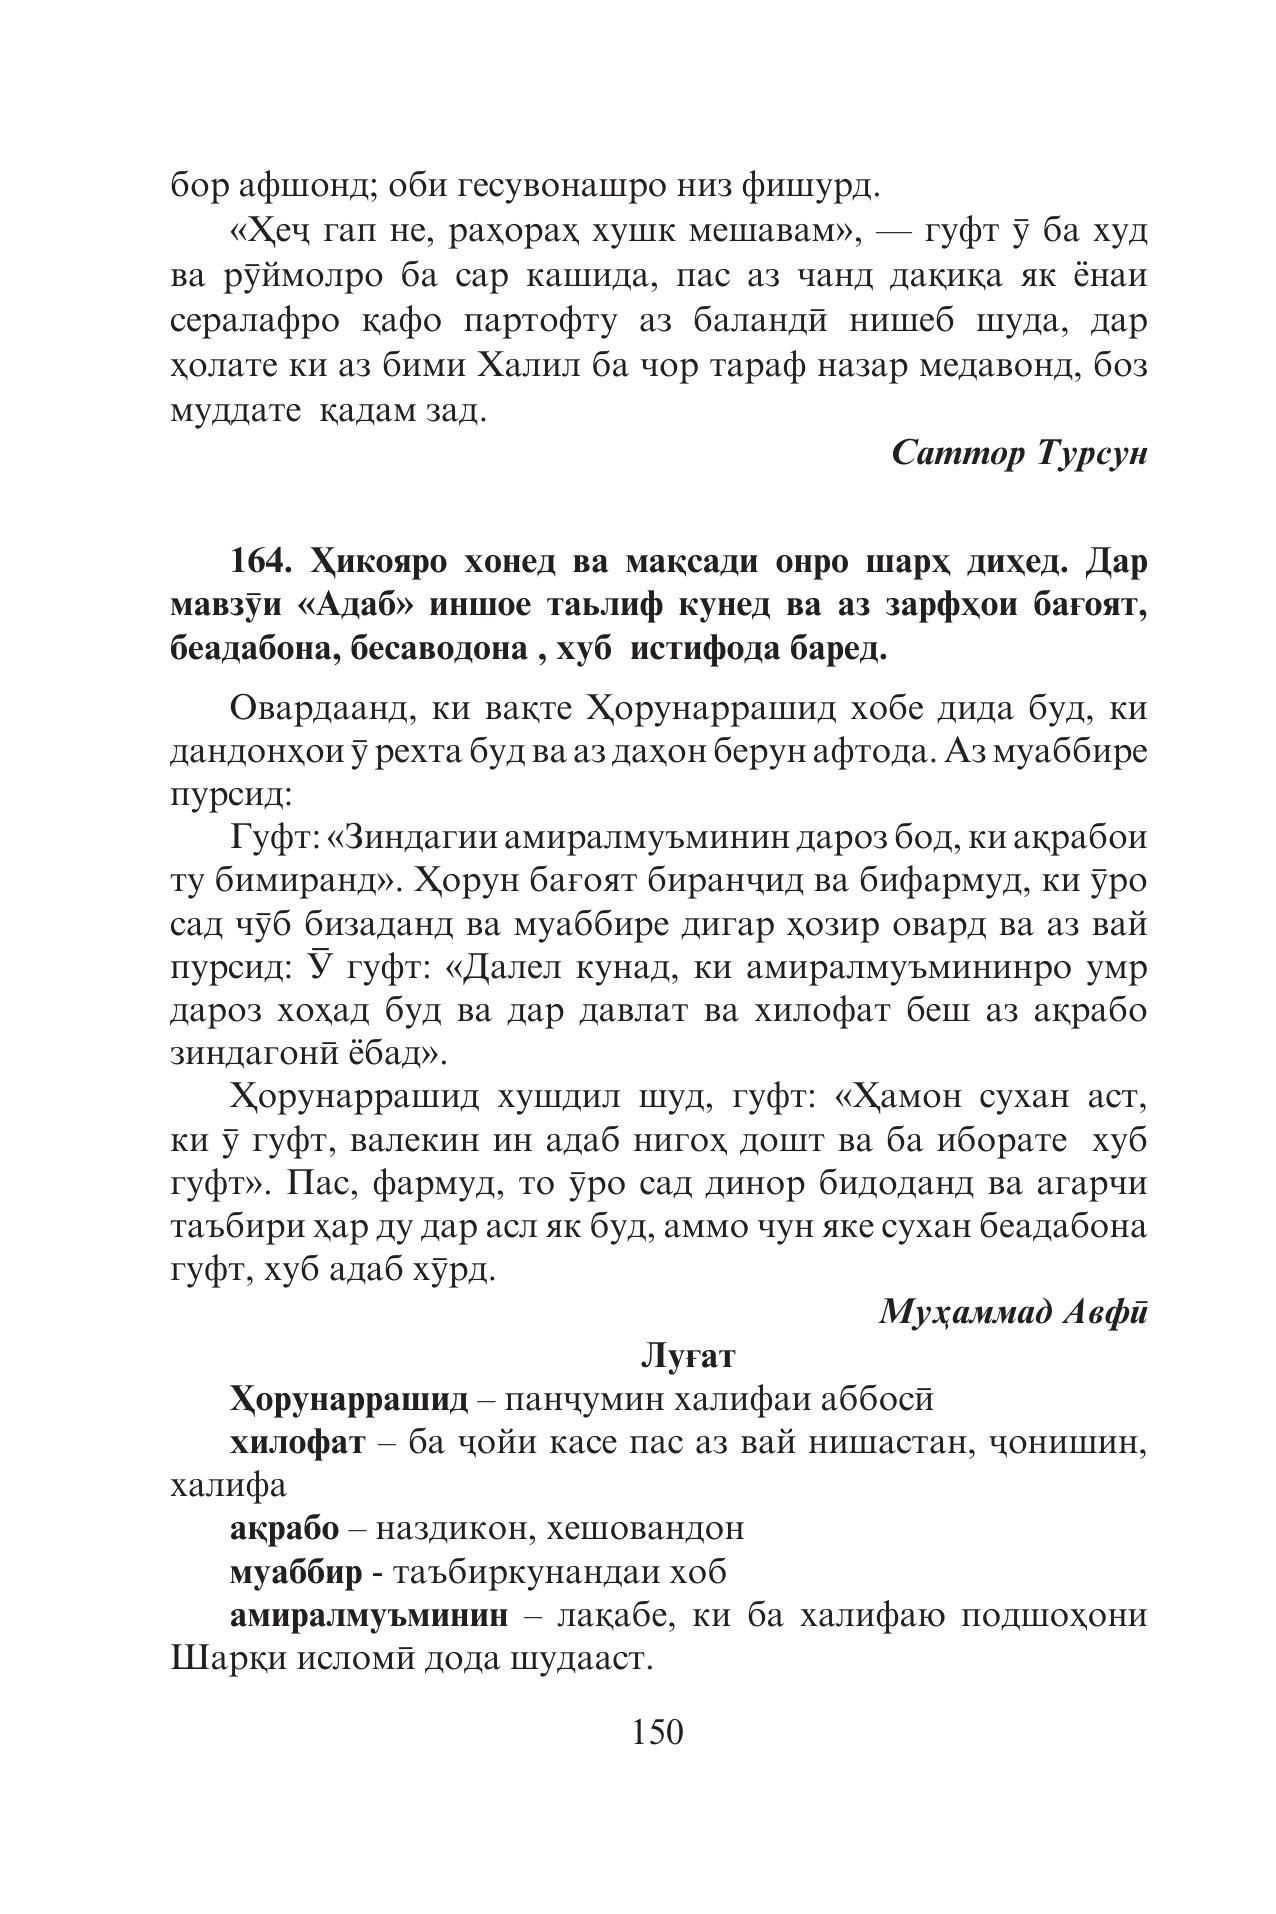 бор афшонд; оби гесувонашро низ фишурд.
«Ҳеҷ гап не, раҳораҳ хушк мешавам», — гуфт ӯ ба худ
ва рӯймолро ба сар кашида, пас аз чанд дақиқа як ёнаи
сералафро қафо партофту аз баландӣ нишеб шуда, дар
ҳолате ки аз бими Халил ба чор тараф назар медавонд, боз
муддате қадам зад.
Саттор Турсун
164. Ҳикояро хонед ва мақсади онро шарҳ диҳед. Дар
мавзӯи «Адаб» иншое таьлиф кунед ва аз зарфҳои бағоят,
беадабона, бесаводона , хуб истифода баред.
Овардаанд, ки вақте Ҳорунаррашид хобе дида буд, ки
дандонҳои ӯ рехта буд ва аз даҳон берун афтода. Аз муаббире
пурсид:
Гуфт: «Зиндагии амиралмуъминин дароз бод, ки ақрабои
ту бимиранд». Ҳорун бағоят биранҷид ва бифармуд, ки ӯро
сад чӯб бизаданд ва муаббире дигар ҳозир овард ва аз вай
пурсид: Ӯ гуфт: «Далел кунад, ки амиралмуъмининро умр
дароз хоҳад буд ва дар давлат ва хилофат беш аз ақрабо
зиндагонӣ ёбад».
Ҳорунаррашид хушдил шуд, гуфт: «Ҳамон сухан аст,
ки ӯ гуфт, валекин ин адаб нигоҳ дошт ва ба иборате хуб
гуфт». Пас, фармуд, то ӯро сад динор бидоданд ва агарчи
таъбири ҳар ду дар асл як буд, аммо чун яке сухан беадабона
гуфт, хуб адаб хӯрд.
Муҳаммад Авфӣ
Луғат
Ҳорунаррашид – панҷумин халифаи аббосӣ
хилофат – ба ҷойи касе пас аз вай нишастан, ҷонишин,
халифа
ақрабо – наздикон, хешовандон
муаббир - таъбиркунандаи хоб
амиралмуъминин – лақабе, ки ба халифаю подшоҳони
Шарқи исломӣ дода шудааст.
150